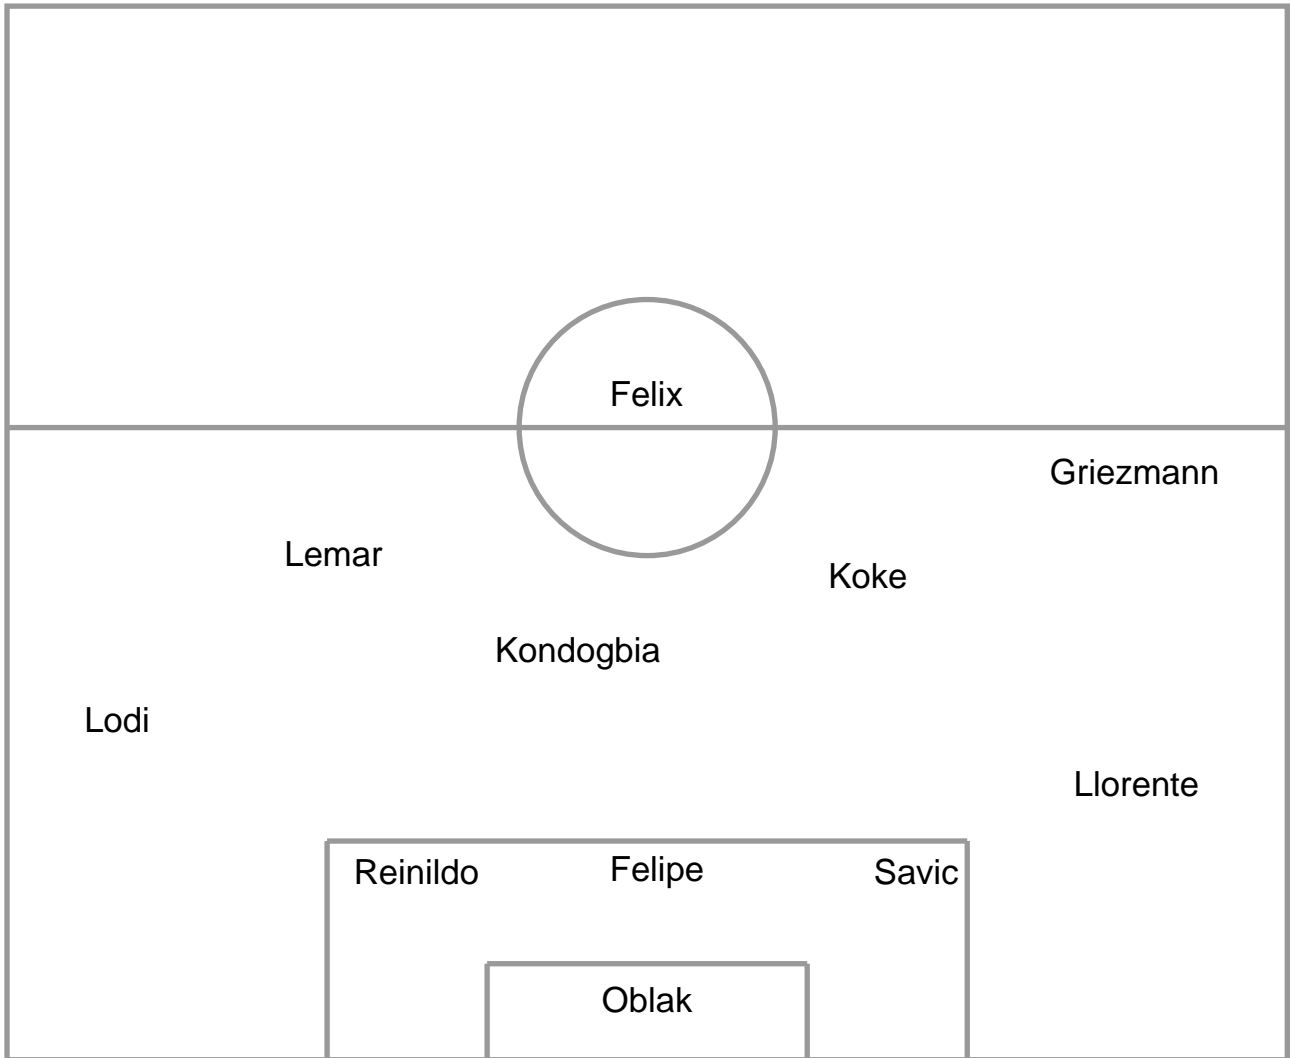 Felix
Griezmann
Lemar
Koke
Kondogbia
Lodi
Llorente
Reinildo
Felipe
Savic
Oblak